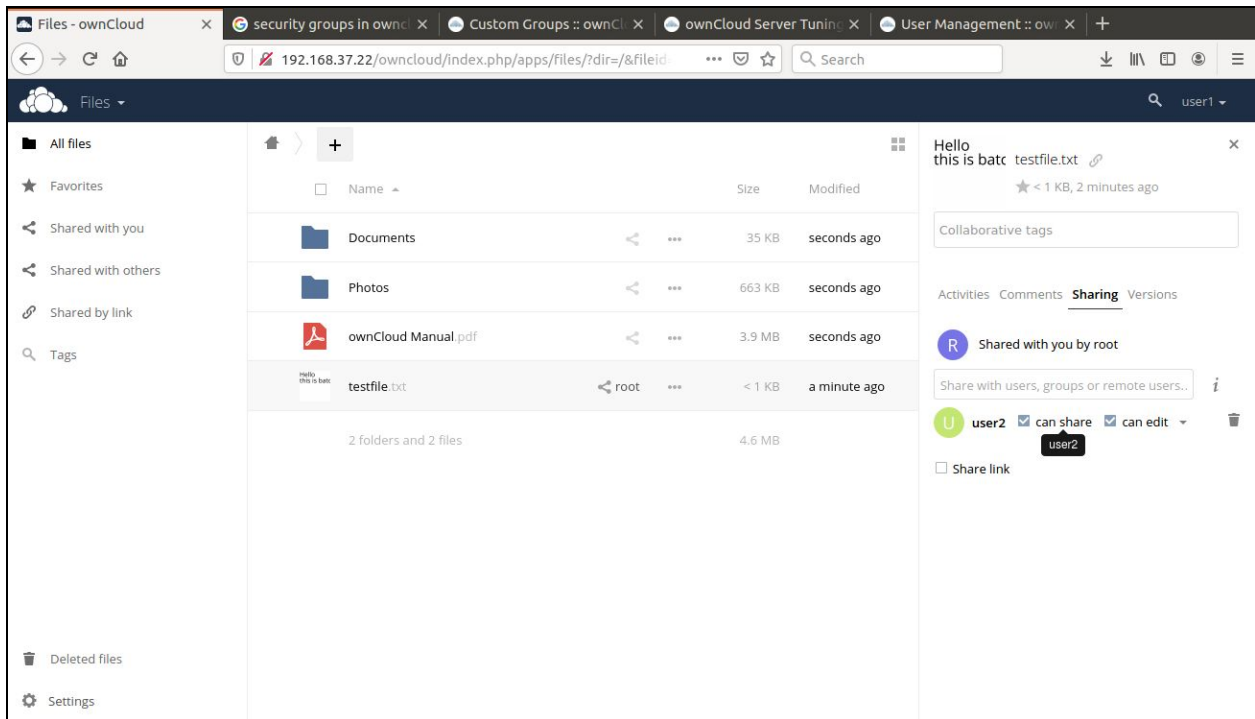 Files - ownCloud
security groups in owncl
Custom Groups :: ownCl
ownCloud Server Tuning
User Management :: own
192.168.37.22/owncloud/index.php/apps/files/?dir=/&fileid
Search
Files
user1
All files
Favorites
Shared with you
Shared with others
Shared by link
Tags
Deleted files
Settings
Name
Size
Modified
Documents
35 KB
seconds ago
Photos
663 KB
seconds ago
ownCloud Manual.pdf
3.9 MB
seconds ago
Hello
this is batc
testfile.txt
root
< 1 KB
a minute ago
2 folders and 2 files
4.6 MB
Hello
this is batc testfile.txt
< 1 KB, 2 minutes ago
Collaborative tags
Activities Comments Sharing Versions
R
Shared with you by root
Share with users, groups or remote users..
i
U
user2 can share can edit
user2
Share link